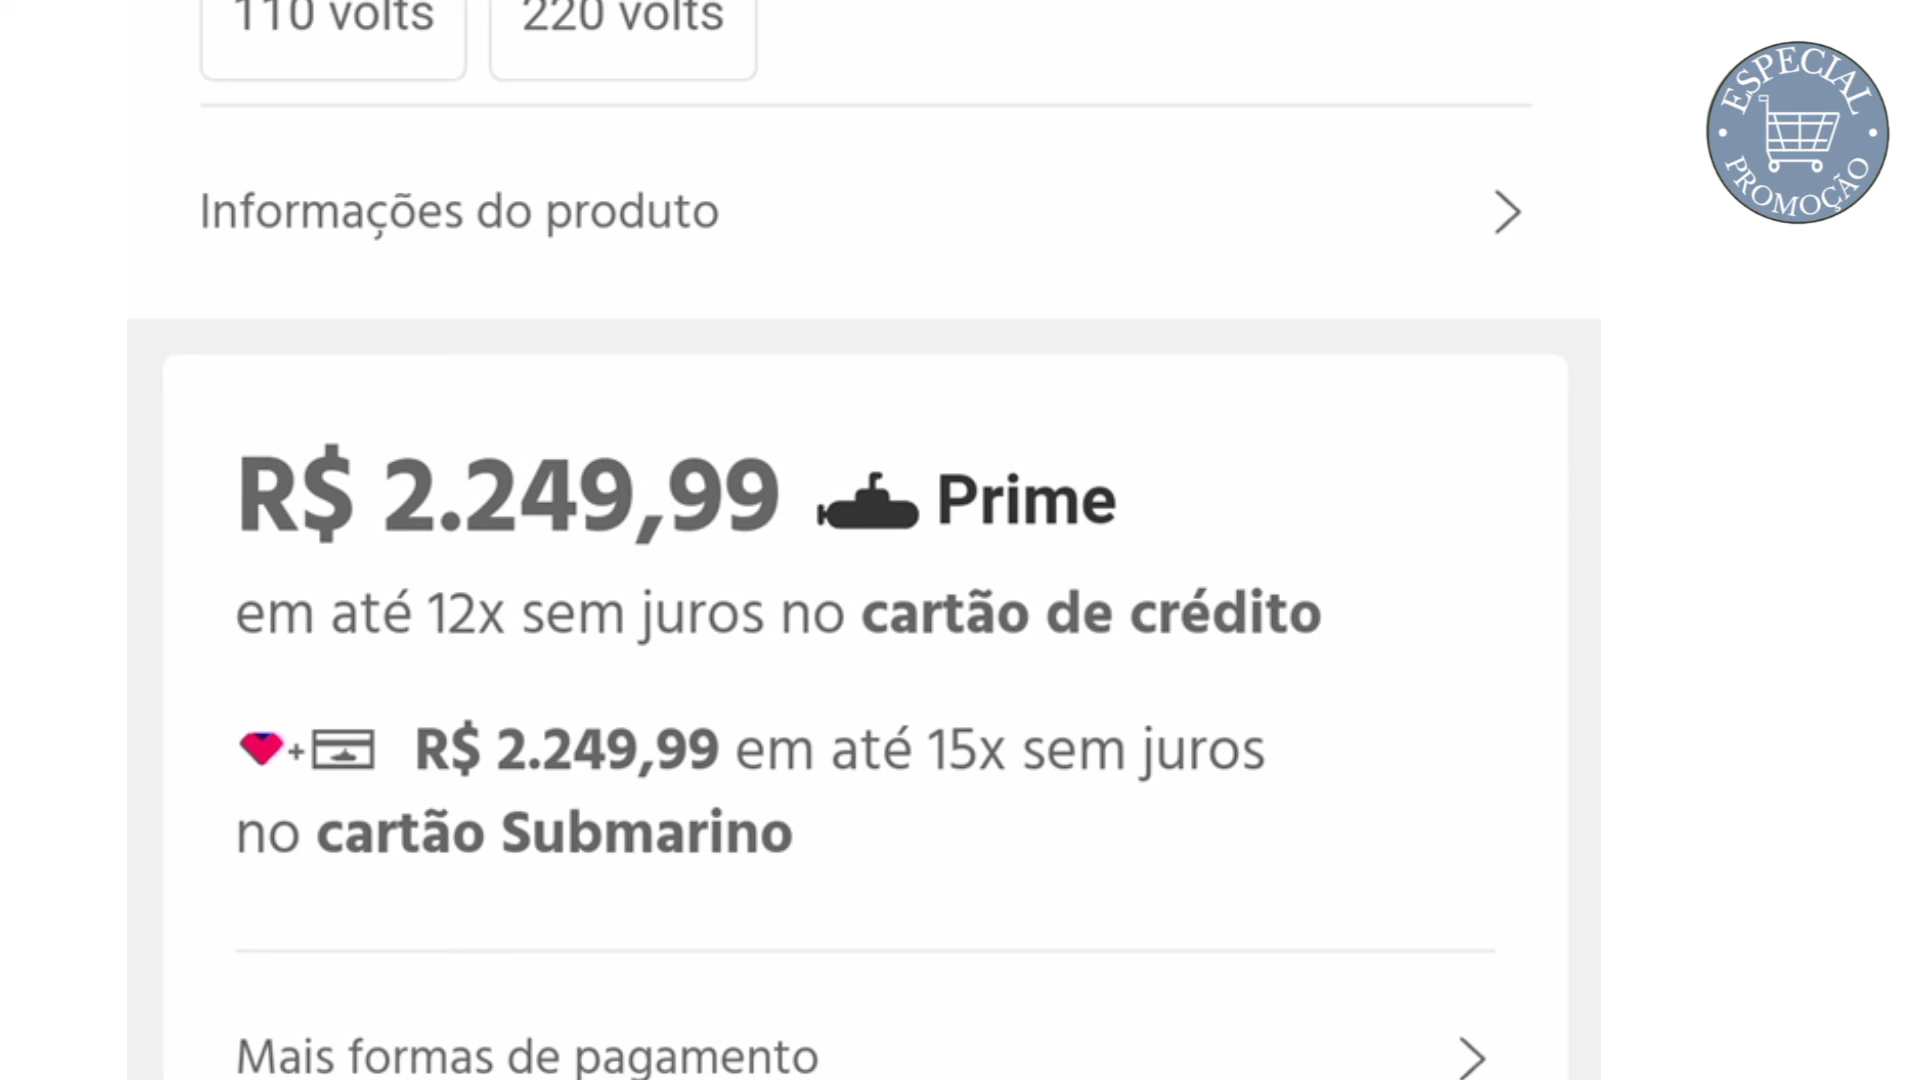 110 volts
220 volts
Informações do produto
R$ 2.249,99 Prime
em até 12x sem juros no cartão de crédito
+ R$ 2.249,99 em até 15x sem juros
no cartão Submarino
Mais formas de pagamento
ESPECIAL
PROMOÇÃO